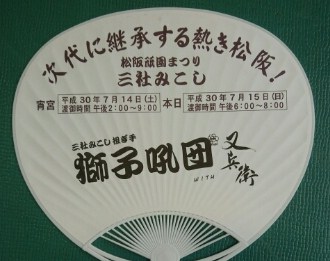 次代に継承する熱き松阪！
松阪祇園まつり
三社みこし
宵宮 平成30年7月14日(土) 本日 平成30年7月15日(日)
渡御時間 午後2:00～9:00 渡御時間 午後6:00～8:00
三社みこし担ぎ手
獅子吼団
WITH
又兵衛